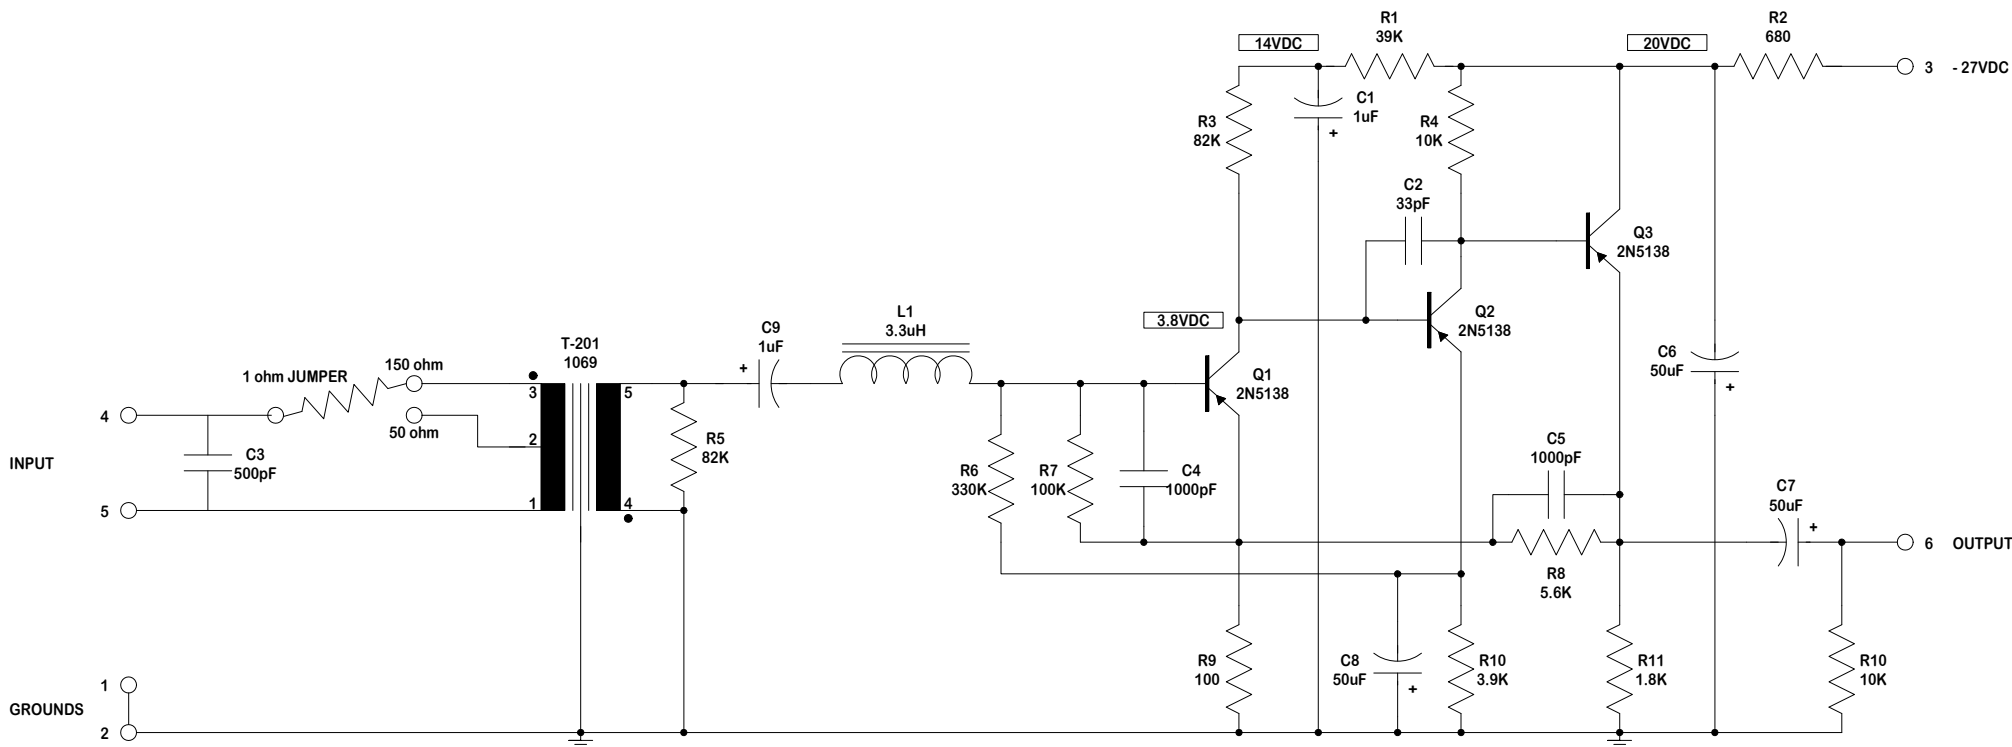 R1
39K
R2
680
14VDC
20VDC
3 - 27VDC
C1
1uF
+
R3
82K
R4
10K
C2
33pF
Q3
2N5138
3.8VDC
Q2
2N5138
C6
50uF
+
L1
3.3uH
C9
1uF
+
T-201
1069
150 ohm
1 ohm JUMPER
50 ohm
3
2
1
5
4
Q1
2N5138
4
INPUT
5
C3
500pF
R5
82K
R6
330K
R7
100K
C4
1000pF
C5
1000pF
R8
5.6K
C7
50uF
+
6 OUTPUT
R9
100
C8
50uF
+
R10
3.9K
R11
1.8K
R10
10K
1
GROUNDS
2